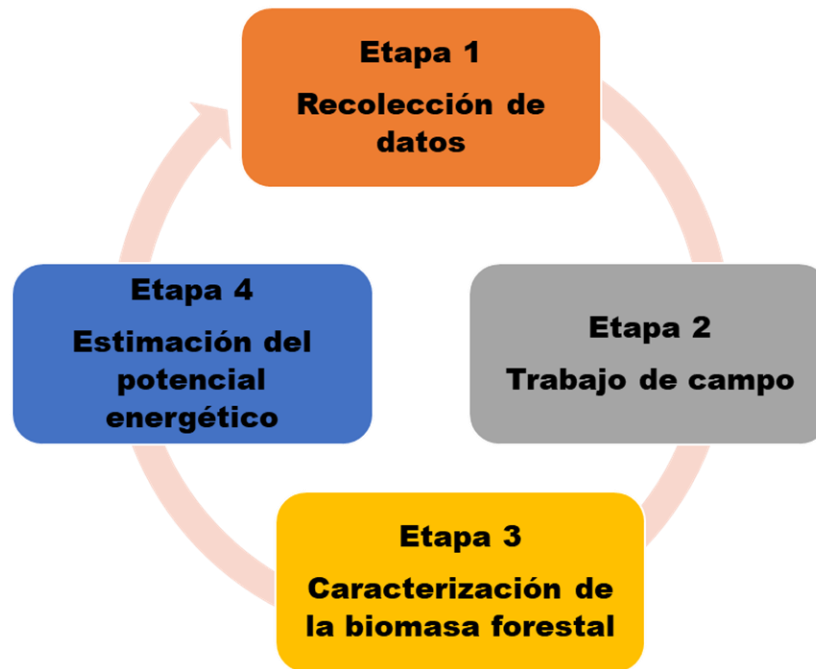 Etapa 1
Recolección de
datos
Etapa 2
Trabajo de campo
Etapa 3
Caracterización de
la biomasa forestal
Etapa 4
Estimación del
potencial
energético